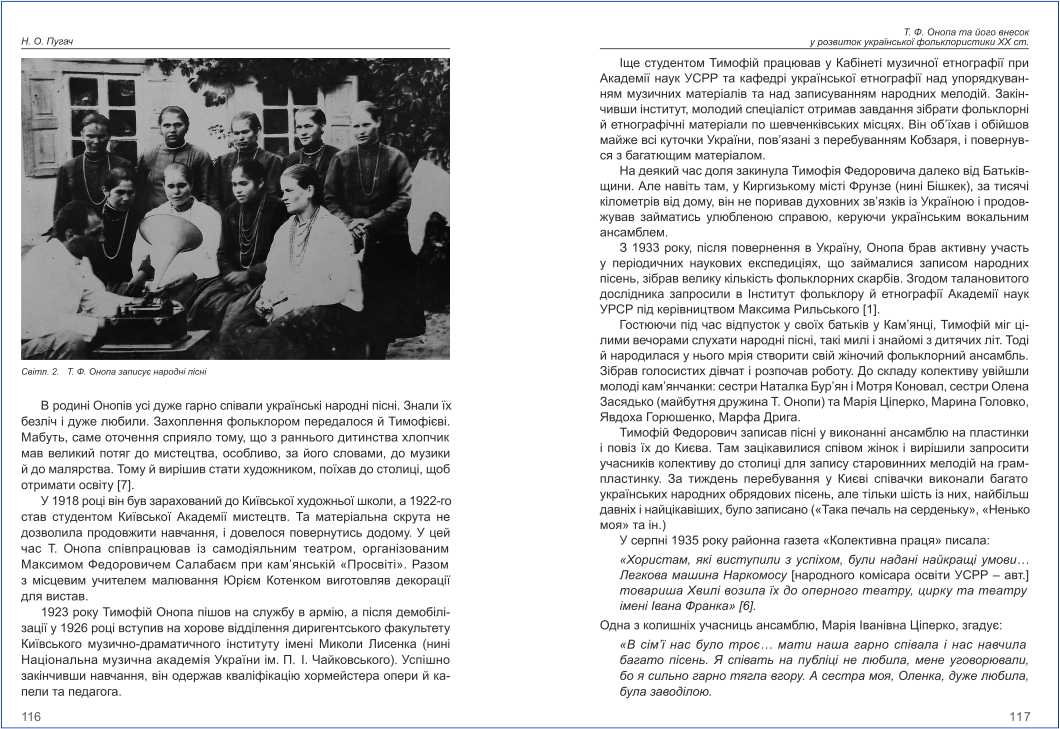 Н. О. Пугач
Світл. 2. Т. Ф. Онопа записує народні пісні
В родині Онопів усі дуже гарно співали українські народні пісні. Знали їх
безліч і дуже любили. Захоплення фольклором передалося й Тимофієві.
Мабуть, саме оточення сприяло тому, що з раннього дитинства хлопчик
мав великий потяг до мистецтва, особливо, за його словами, до музики
й до малярства. Тому й вирішив стати художником, поїхав до столиці, щоб
отримати освіту [7].
У 1918 році він був зарахований до Київської художньої школи, а 1922-го
став студентом Київської Академії мистецтв. Та матеріальна скрута не
дозволила продовжити навчання, і довелося повернутись додому. У цей
час Т. Онопа співпрацював із самодіяльним театром, організованим
Максимом Федоровичем Салабаєм при кам’янській «Просвіті». Разом
з місцевим учителем малювання Юрієм Котенком виготовляв декорації
для вистав.
1923 року Тимофій Онопа пішов на службу в армію, а після демобілі-
зації у 1926 році вступив на хорове відділення диригентського факультету
Київського музично-драматичного інституту імені Миколи Лисенка (нині
Національна музична академія України ім. П. І. Чайковського). Успішно
закінчивши навчання, він одержав кваліфікацію хормейстера опери й ка-
пели та педагога.
116
Т. Ф. Онопа та його внесок
у розвиток української фольклористики ХХ ст.
Іще студентом Тимофій працював у Кабінеті музичної етнографії при
Академії наук УСРР та кафедрі української етнографії над упорядкуван-
ням музичних матеріалів та над записуванням народних мелодій. Закін-
чивши інститут, молодий спеціаліст отримав завдання зібрати фольклорні
й етнографічні матеріали по шевченківських місцях. Він об’їхав і обійшов
майже всі куточки України, пов’язані з перебуванням Кобзаря, і повернув-
ся з багатющим матеріалом.
На деякий час доля закинула Тимофія Федоровича далеко від Батьків-
щини. Але навіть там, у Киргизькому місті Фрунзе (нині Бішкек), за тисячі
кілометрів від дому, він не поривав духовних зв’язків із Україною і продов-
жував займатись улюбленою справою, керуючи українським вокальним
ансамблем.
З 1933 року, після повернення в Україну, Онопа брав активну участь
у періодичних наукових експедиціях, що займалися записом народних
пісень, зібрав велику кількість фольклорних скарбів. Згодом талановитого
дослідника запросили в Інститут фольклору й етнографії Академії наук
УРСР під керівництвом Максима Рильського [1].
Гостюючи під час відпусток у своїх батьків у Кам’янці, Тимофій міг ці-
лими вечорами слухати народні пісні, такі милі і знайомі з дитячих літ. Тоді
й народилася у нього мрія створити свій жіночий фольклорний ансамбль.
Зібрав голосистих дівчат і розпочав роботу. До складу колективу увійшли
молоді кам’янчанки: сестри Наталка Бур’ян і Мотря Коновал, сестри Олена
Засядько (майбутня дружина Т. Онопи) та Марія Ціперко, Марина Головко,
Явдоха Горюшенко, Марфа Дрига.
Тимофій Федорович записав пісні у виконанні ансамблю на пластинки
і повіз їх до Києва. Там зацікавилися співом жінок і вирішили запросити
учасників колективу до столиці для запису старовинних мелодій на грам-
пластинку. За тиждень перебування у Києві співачки виконали багато
українських народних обрядових пісень, але тільки шість із них, найбільш
давніх і найцікавіших, було записано («Така печаль на серденьку», «Ненько
моя» та ін.)
У серпні 1935 року районна газета «Колективна праця» писала:
«Хористам, які виступили з успіхом, були надані найкращі умови…
Легкова машина Наркомосу [народного комісара освіти УСРР – авт.]
товариша Хвилі возила їх до оперного театру, цирку та театру
імені Івана Франка» [6].
Одна з колишніх учасниць ансамблю, Марія Іванівна Ціперко, згадує:
«В сім’ї нас було троє… мати наша гарно співала і нас навчила
багато пісень. Я співать на публіці не любила, мене уговорювали,
бо я сильно гарно тягла вгору. А сестра моя, Оленка, дуже любила,
була заводілою.
117